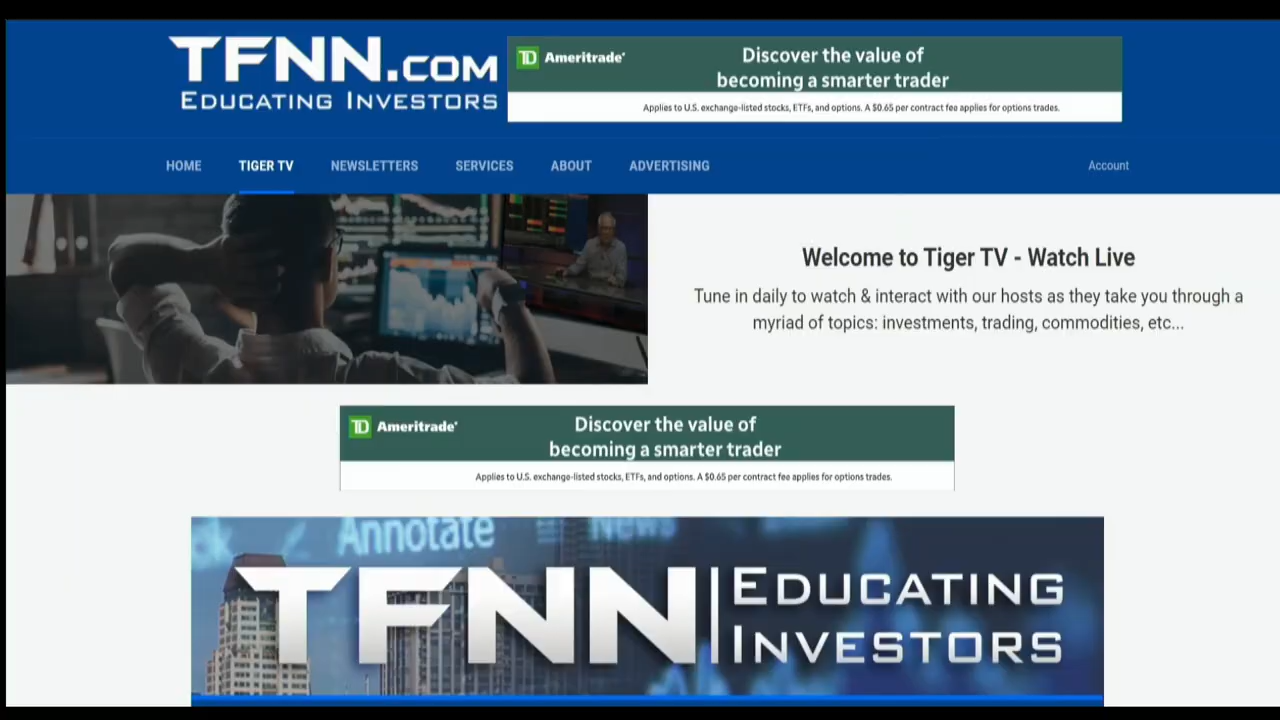 TFNN.COM
EDUCATING INVESTORS
TD Ameritrade
Discover the value of
becoming a smarter trader
Applies to U.S. exchange-listed stocks, ETFs, and options. A $0.65 per contract fee applies for options trades.
HOME TIGER TV NEWSLETTERS SERVICES ABOUT ADVERTISING Account
Welcome to Tiger TV - Watch Live
Tune in daily to watch & interact with our hosts as they take you through a
myriad of topics: investments, trading, commodities, etc...
TD Ameritrade
Discover the value of
becoming a smarter trader
Applies to U.S. exchange-listed stocks, ETFs, and options. A $0.65 per contract fee applies for options trades.
Annotate News
TFNN
EDUCATING
INVESTORS